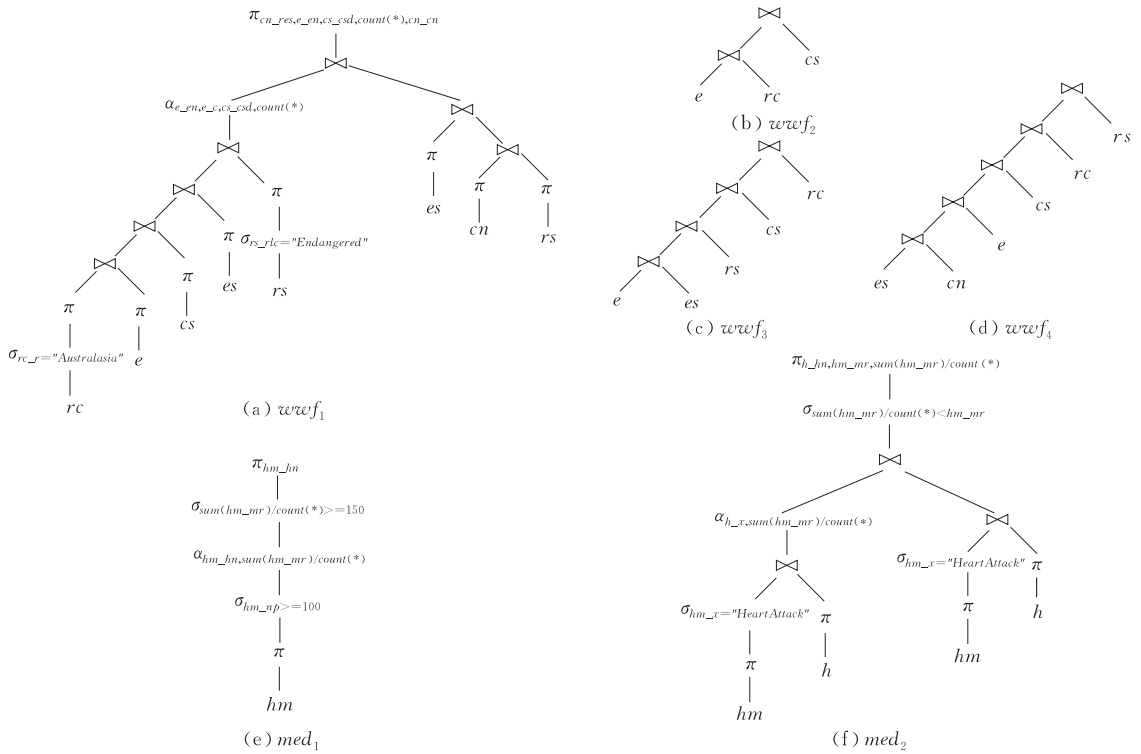 π cn_res,e_en,cs_csd,count(*),cn_cn
⋈
α e_en,e_c,cs_csd,count(*)
⋈
⋈
⋈
π
π
⋈
⋈
π
π
π
es
π
π
⋈
π
σ rs_rlc="Endangered"
cn
rs
⋈
π
es
rs
π
π
cs
σ rc_r="Australasia"
e
rc
(a) wwf₁
⋈
⋈
cs
e
rc
(b) wwf₂
⋈
⋈
rc
⋈
cs
⋈
rs
e
es
(c) wwf₃
⋈
⋈
rs
⋈
rc
⋈
cs
⋈
e
es
cn
(d) wwf₄
π hm_hn
σ sum(hm_mr)/count(*)>=150
α hm_hn,sum(hm_mr)/count(*)
σ hm_np>=100
π
hm
(e) med₁
π h_hn,hm_mr,sum(hm_mr)/count(*)
σ sum(hm_mr)/count(*)<hm_mr
⋈
α h_x,sum(hm_mr)/count(*)
⋈
⋈
σ hm_x="HeartAttack"
π
σ hm_x="HeartAttack"
π
π
h
π
h
hm
hm
(f) med₂